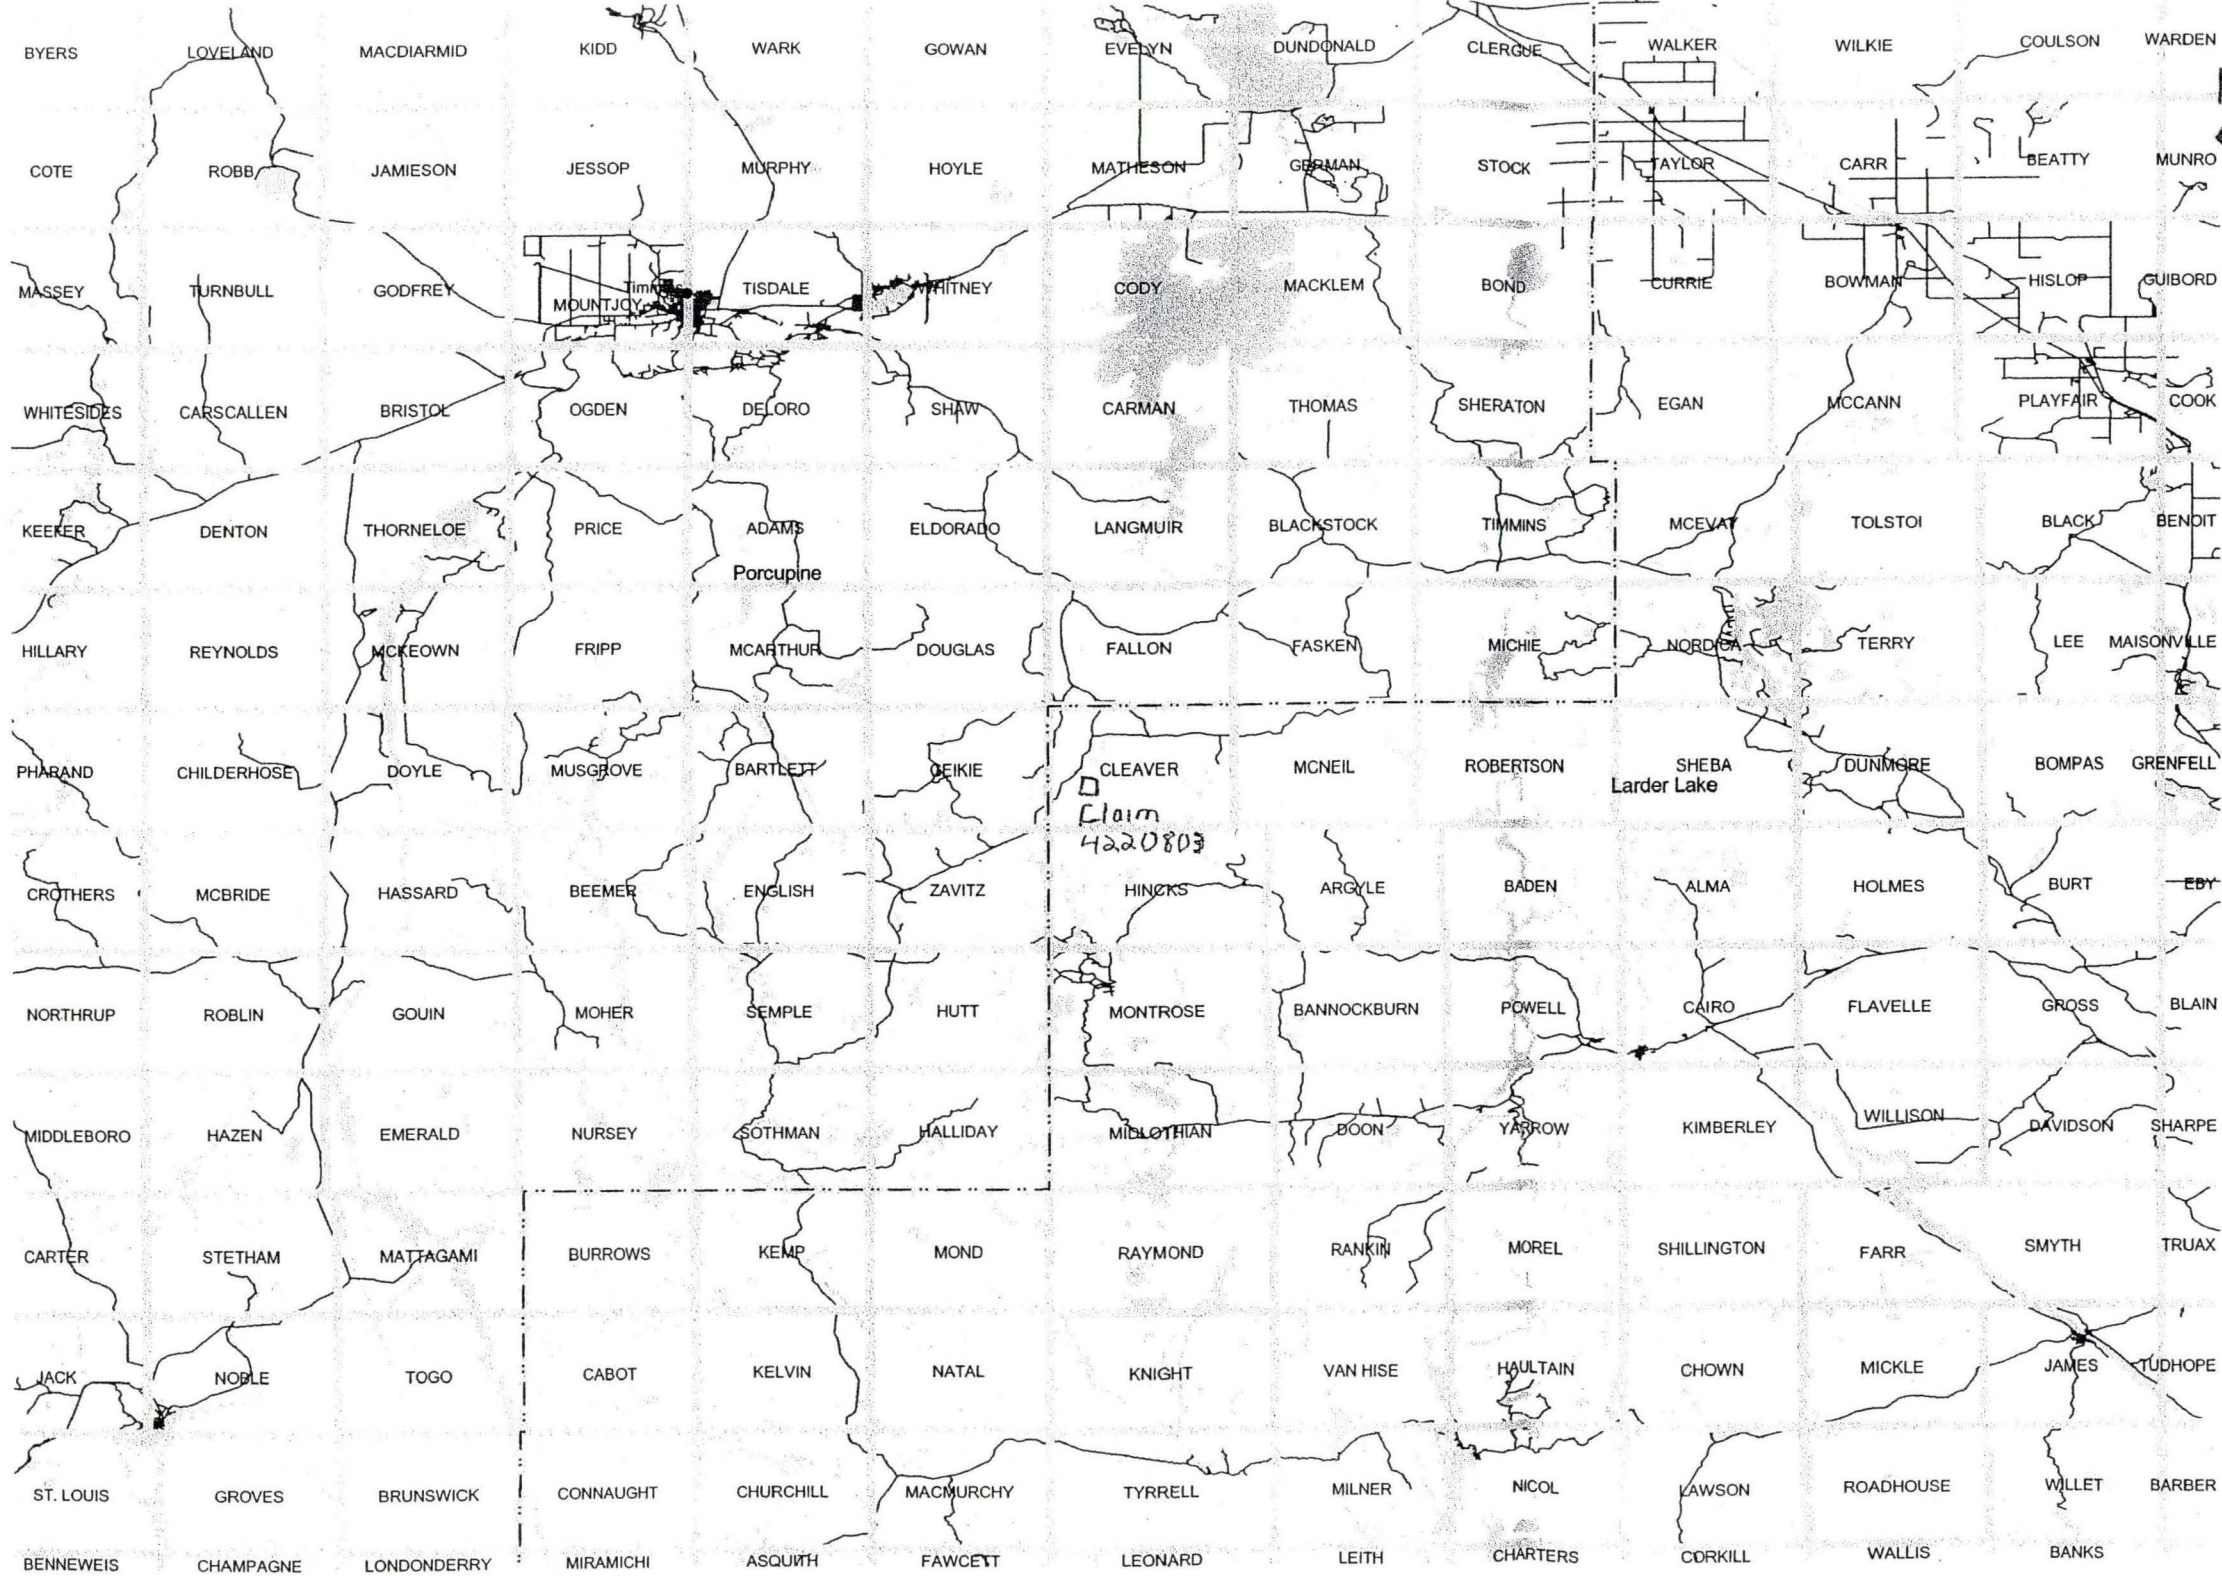 BYERS LOVELAND MACDIARMID KIDD WARK GOWAN EVELYN DUNDONALD CLERGUE WALKER WILKIE COULSON WARDEN
COTE ROBB JAMIESON JESSOP MURPHY HOYLE MATHESON GERMAN STOCK TAYLOR CARR BEATTY MUNRO
MASSEY TURNBULL GODFREY MOUNTJOY Timmins TISDALE WHITNEY CODY MACKLEM BOND CURRIE BOWMAN HISLOP GUIBORD
WHITESIDES CARSCALLEN BRISTOL OGDEN DELORO SHAW CARMAN THOMAS SHERATON EGAN MCCANN PLAYFAIR COOK
KEEFER DENTON THORNELOE PRICE ADAMS ELDORADO LANGMUIR BLACKSTOCK TIMMINS MCEVAY TOLSTOI BLACK BENOIT
Porcupine
HILLARY REYNOLDS MCKEOWN FRIPP MCARTHUR DOUGLAS FALLON FASKEN MICHIE NORDICA TERRY LEE MAISONVILLE
PHARAND CHILDERHOSE DOYLE MUSGROVE BARTLETT GEIKIE CLEAVER MCNEIL ROBERTSON SHEBA DUNMORE BOMPAS GRENFELL
Larder Lake
Claim
4220803
CROTHERS MCBRIDE HASSARD BEEMER ENGLISH ZAVITZ HINCKS ARGYLE BADEN ALMA HOLMES BURT EBY
NORTHRUP ROBLIN GOUIN MOHER SEMPLE HUTT MONTROSE BANNOCKBURN POWELL CAIRO FLAVELLE GROSS BLAIN
MIDDLEBORO HAZEN EMERALD NURSEY SOTHMAN HALLIDAY MIDLOTHIAN DOON YARROW KIMBERLEY WILLISON DAVIDSON SHARPE
CARTER STETHAM MATTAGAMI BURROWS KEMP MOND RAYMOND RANKIN MOREL SHILLINGTON FARR SMYTH TRUAX
JACK NOBLE TOGO CABOT KELVIN NATAL KNIGHT VAN HISE HAULTAIN CHOWN MICKLE JAMES TUDHOPE
ST. LOUIS GROVES BRUNSWICK CONNAUGHT CHURCHILL MACMURCHY TYRRELL MILNER NICOL LAWSON ROADHOUSE WILLET BARBER
BENNEWEIS CHAMPAGNE LONDONDERRY MIRAMICHI ASQUITH FAWCETT LEONARD LEITH CHARTERS CORKILL WALLIS BANKS